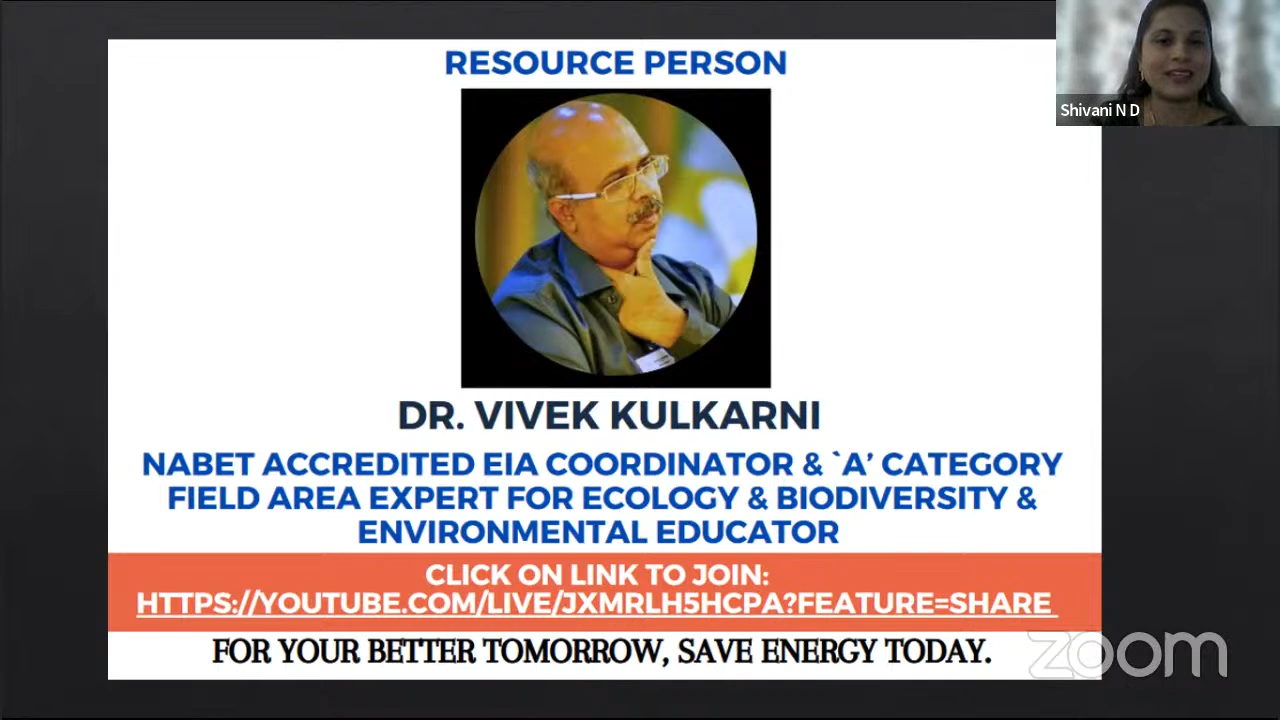 RESOURCE PERSON
Shivani N D
DR. VIVEK KULKARNI
NABET ACCREDITED EIA COORDINATOR & `A' CATEGORY
FIELD AREA EXPERT FOR ECOLOGY & BIODIVERSITY &
ENVIRONMENTAL EDUCATOR
CLICK ON LINK TO JOIN:
HTTPS://YOUTUBE.COM/LIVE/JXMRLH5HCPA?FEATURE=SHARE
FOR YOUR BETTER TOMORROW, SAVE ENERGY TODAY.
zoom